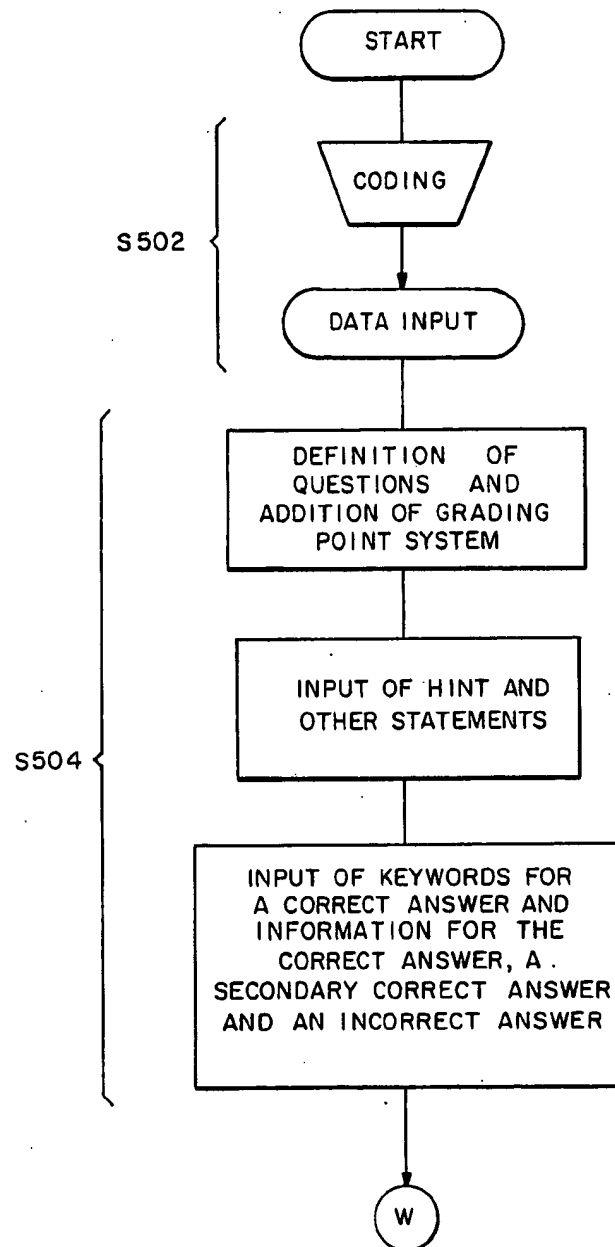 START
CODING
S502
DATA INPUT
DEFINITION OF
QUESTIONS AND
ADDITION OF GRADING
POINT SYSTEM
INPUT OF HINT AND
OTHER STATEMENTS
S504
INPUT OF KEYWORDS FOR
A CORRECT ANSWER AND
INFORMATION FOR THE
CORRECT ANSWER, A
SECONDARY CORRECT ANSWER
AND AN INCORRECT ANSWER
W